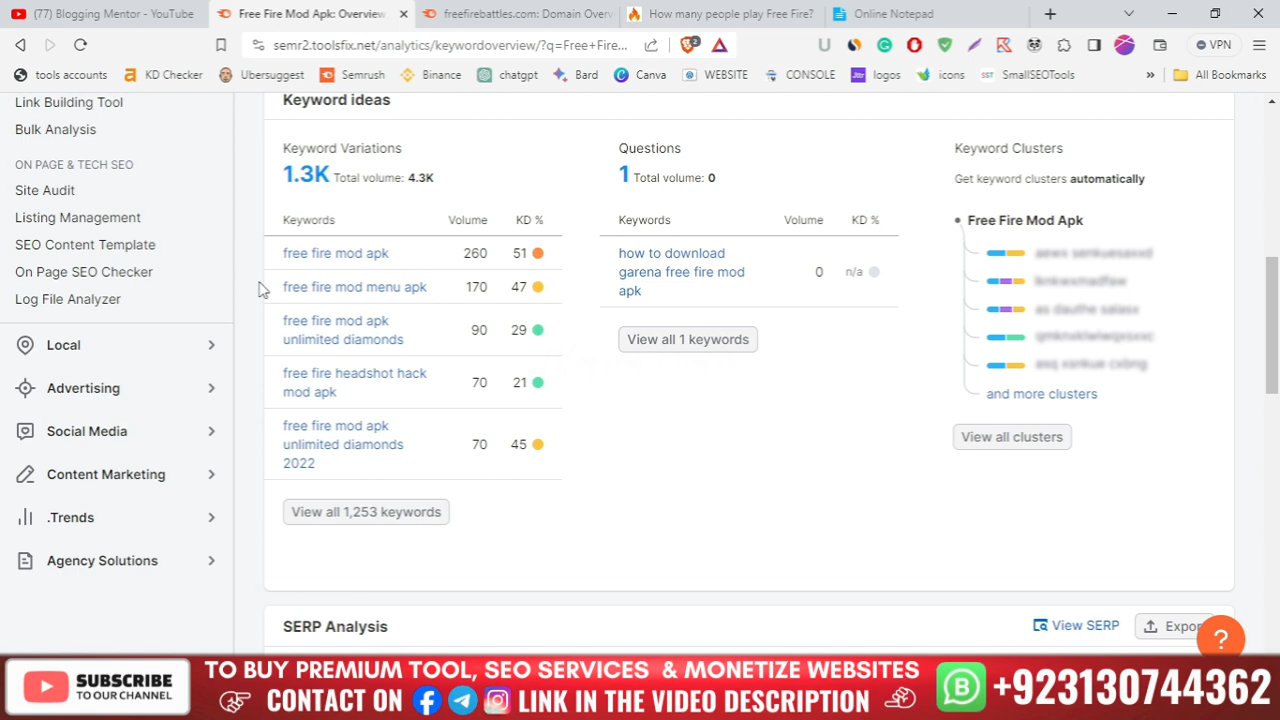 (77) Blogging Mentor - YouTube
Free Fire Mod Apk: Overview
freefirebattles.com: Domain Over
How many people play Free Fire?
Online Notepad
semr2.toolsfix.net/analytics/keywordoverview/?q=Free+Fire...
2
VPN
tools accounts
KD Checker
Ubersuggest
Semrush
Binance
chatgpt
Bard
Canva
WEBSITE
CONSOLE
logos
icons
SmallSEOTools
All Bookmarks
Link Building Tool
Bulk Analysis
ON PAGE & TECH SEO
Site Audit
Listing Management
SEO Content Template
On Page SEO Checker
Log File Analyzer
Local
Advertising
Social Media
Content Marketing
.Trends
Agency Solutions
Keyword ideas
Keyword Variations
1.3K Total volume: 4.3K
Keywords Volume KD %
free fire mod apk 260 51
free fire mod menu apk 170 47
free fire mod apk
unlimited diamonds 90 29
free fire headshot hack
mod apk 70 21
free fire mod apk
unlimited diamonds 70 45
2022
View all 1,253 keywords
Questions
1 Total volume: 0
Keywords Volume KD %
how to download
garena free fire mod 0 n/a
apk
View all 1 keywords
Keyword Clusters
Get keyword clusters automatically
Free Fire Mod Apk
and more clusters
View all clusters
SERP Analysis
View SERP
Expor
?
SUBSCRIBE
TO OUR CHANNEL
TO BUY PREMIUM TOOL, SEO SERVICES & MONETIZE WEBSITES
CONTACT ON LINK IN THE VIDEO DESCRIPTION
B
+923130744362